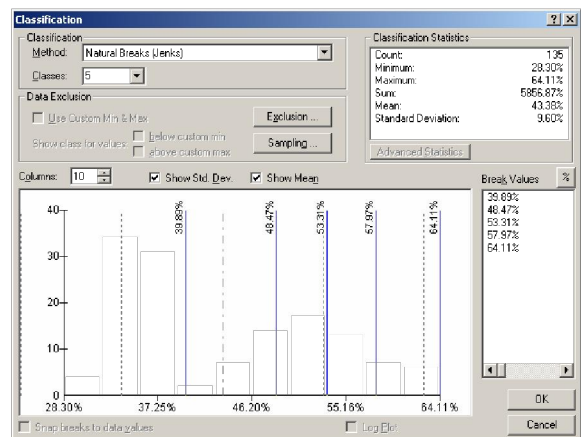 Classification
Classification
Method: Natural Breaks (Jenks)
Classes: 5
Data Exclusion
Use Custom Min & Max
Exclusion ...
Show class for values: below custom min
above custom max
Sampling ...
Classification Statistics
Count: 135
Minimum: 28.30%
Maximum: 64.11%
Sum: 5856.87%
Mean: 43.38%
Standard Deviation: 9.60%
Advanced Statistics
Columns: 10
Show Std. Dev.
Show Mean
Break Values
%
39.89%
48.47%
53.31%
57.97%
64.11%
39.89%
48.47%
53.31%
57.97%
64.11%
40
30
20
10
0
28.30%
37.25%
46.20%
55.16%
64.11%
Snap breaks to data values
Log Plot
OK
Cancel